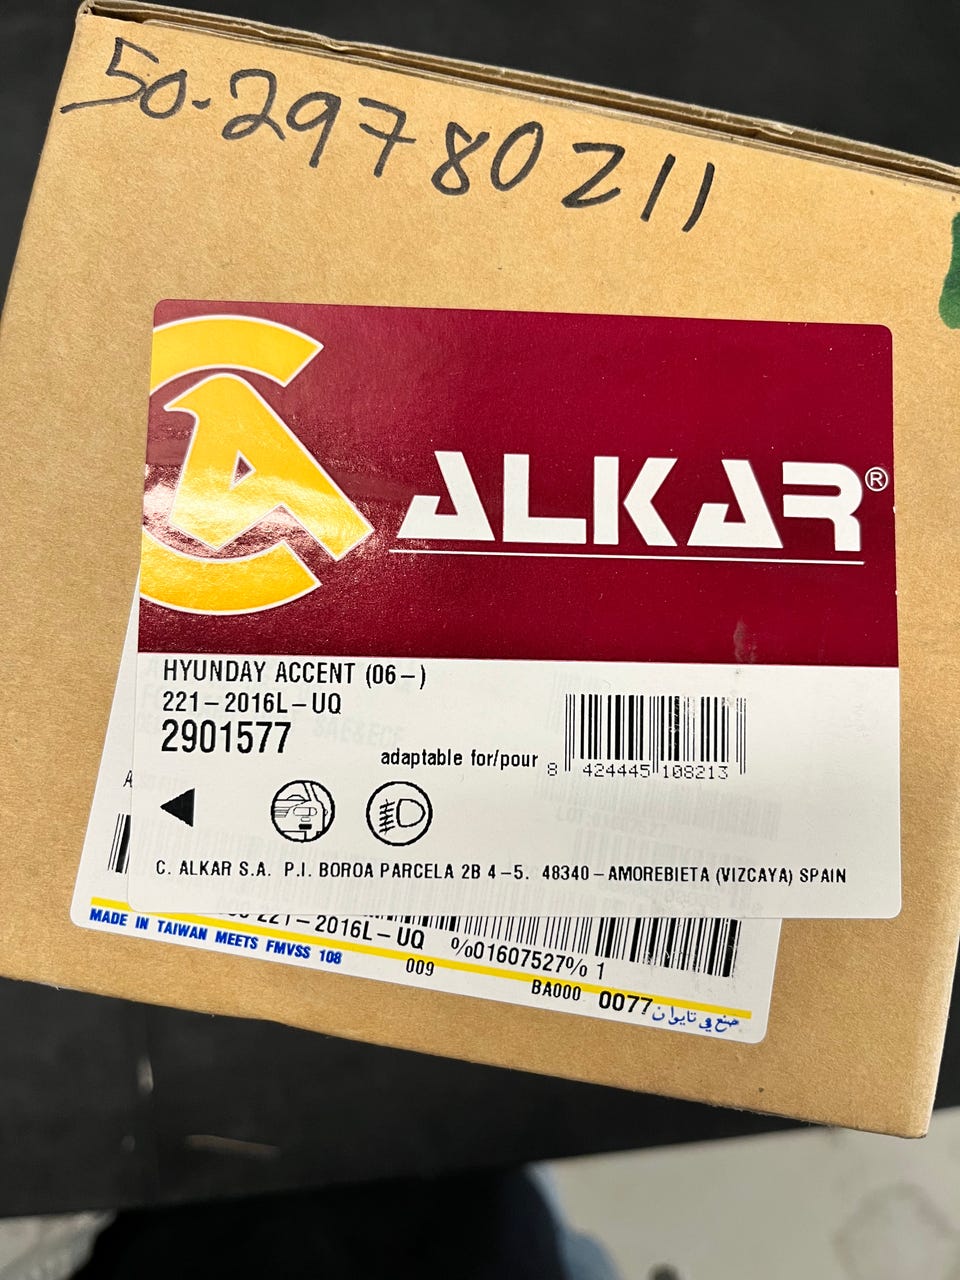 50.29780211
ALKAR®
HYUNDAY ACCENT (06-)
221-2016L-UQ
2901577
adaptable for/pour
8 424445 108213
C. ALKAR S.A. P.I. BOROA PARCELA 2B 4-5. 48340-AMOREBIETA (VIZCAYA) SPAIN
221-2016L-UQ %01607527% 1
MADE IN TAIWAN MEETS FMVSS 108
009
BA000 0077
صنع في تايوان